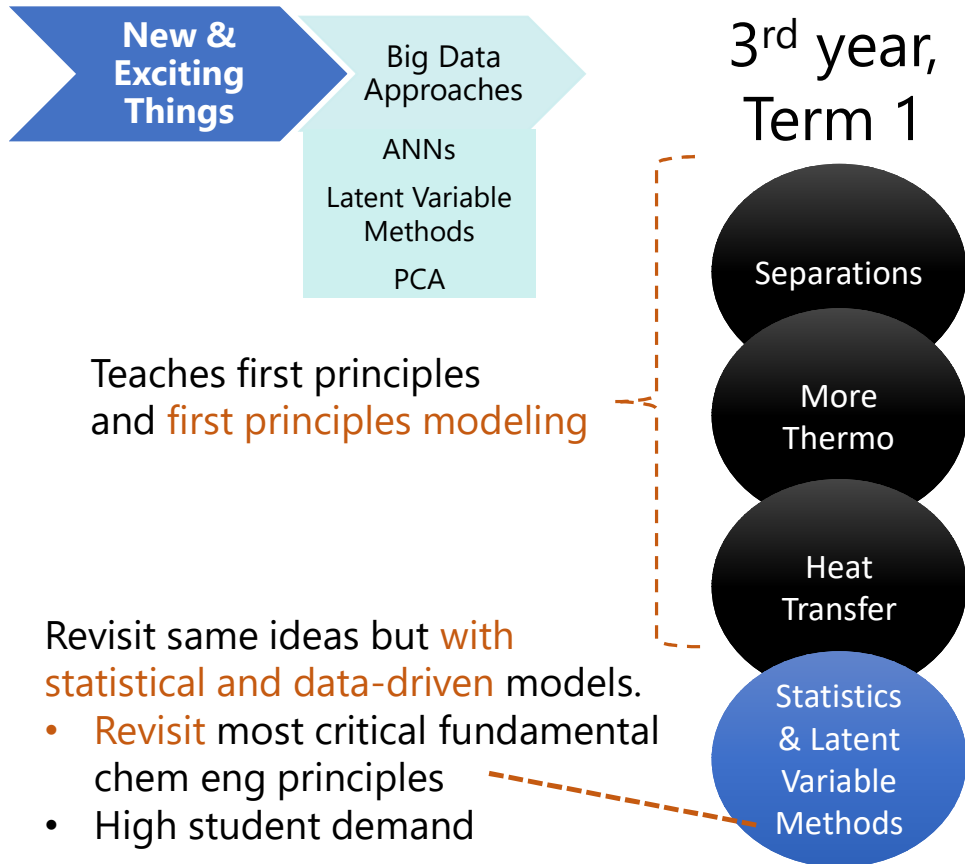 New &
Exciting
Things
Big Data
Approaches
ANNs
Latent Variable
Methods
PCA
3rd year,
Term 1
Separations
More
Thermo
Heat
Transfer
Statistics
& Latent
Variable
Methods
Teaches first principles
and first principles modeling
Revisit same ideas but with
statistical and data-driven models.
• Revisit most critical fundamental
chem eng principles
• High student demand